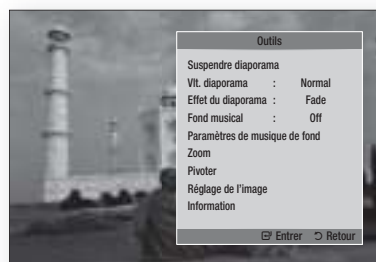 Outils
Suspendre diaporama
Vlt. diaporama : Normal
Effet du diaporama : Fade
Fond musical : Off
Paramètres de musique de fond
Zoom
Pivoter
Réglage de l'image
Information
Entrer Retour